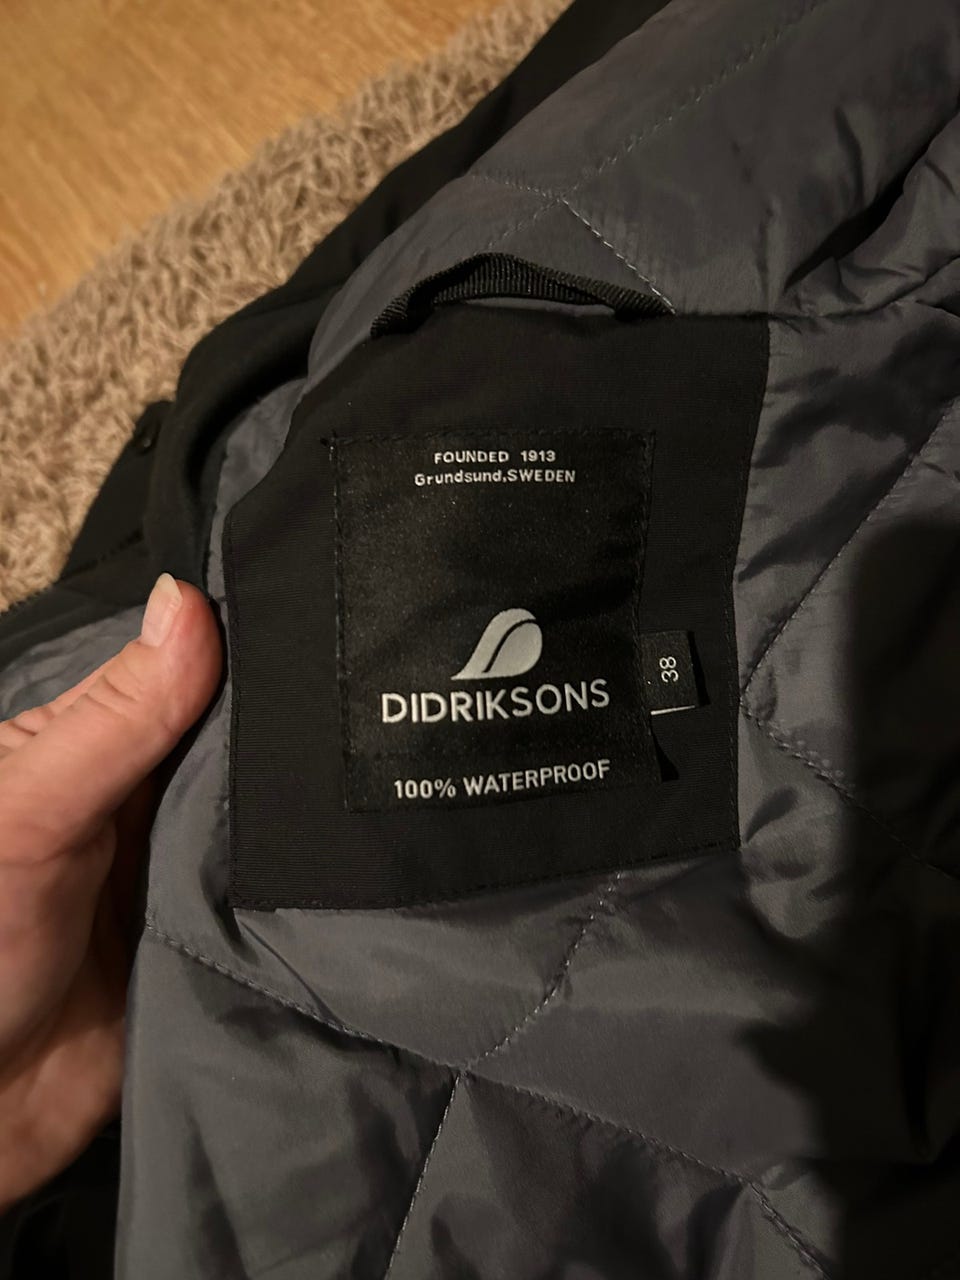 FOUNDED 1913
Grundsund,SWEDEN
DIDRIKSONS
38
100% WATERPROOF